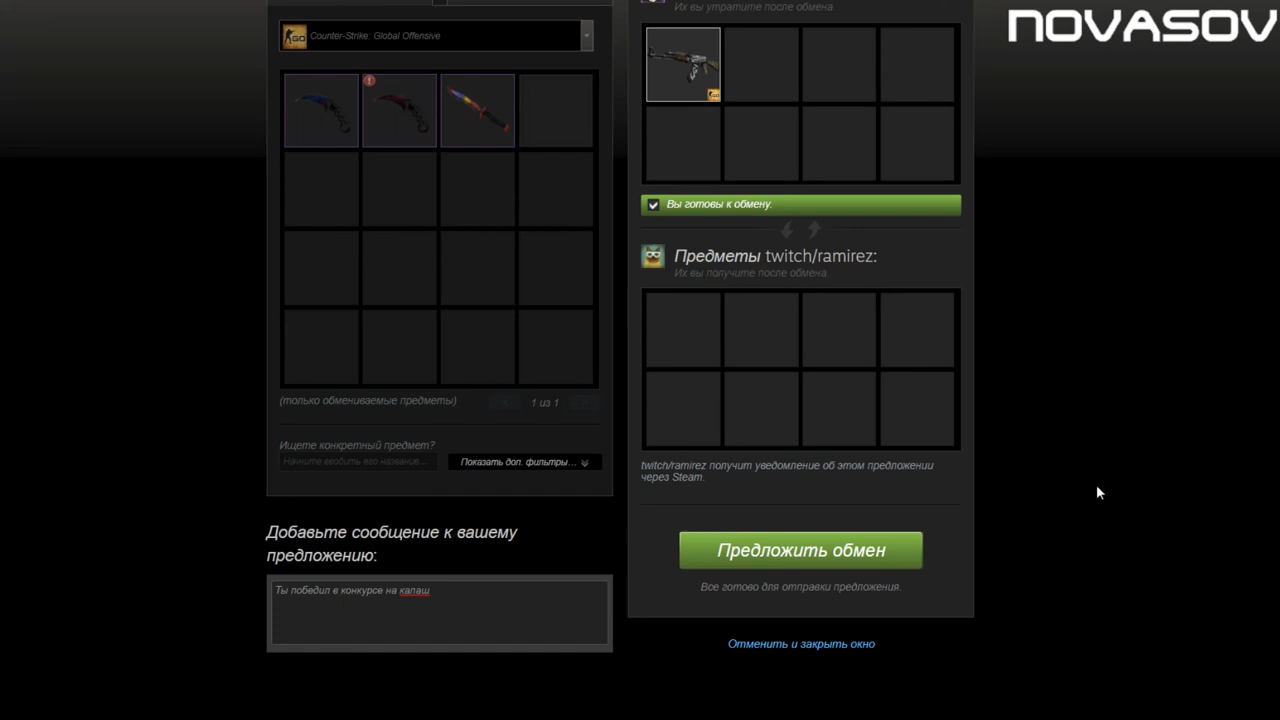 NOVASOV
Counter-Strike: Global Offensive
(только обмениваемые предметы)
1 из 1
Ищете конкретный предмет?
Начните вводить его название...
Показать доп. фильтры...
Добавьте сообщение к вашему
предложению:
Ты победил в конкурсе на калаш
Их вы утратите после обмена
Вы готовы к обмену.
Предметы twitch/ramirez:
Их вы получите после обмена
twitch/ramirez получит уведомление об этом предложении
через Steam.
Предложить обмен
Все готово для отправки предложения.
Отменить и закрыть окно